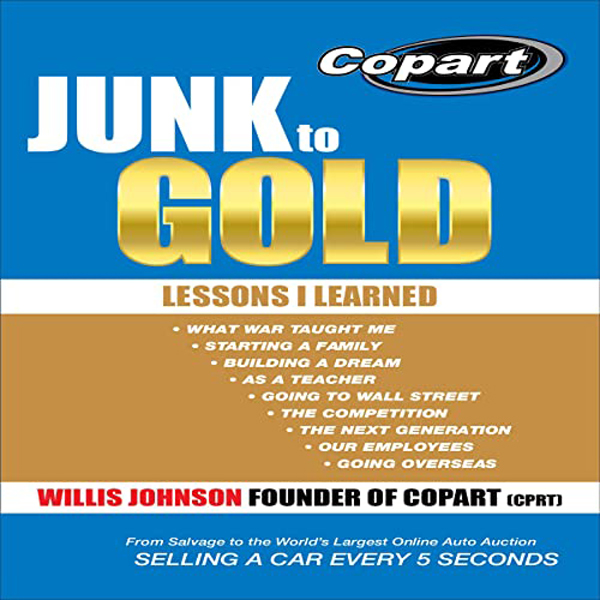 Copart
JUNK to
GOLD
LESSONS I LEARNED
• WHAT WAR TAUGHT ME
• STARTING A FAMILY
• BUILDING A DREAM
• AS A TEACHER
• GOING TO WALL STREET
• THE COMPETITION
• THE NEXT GENERATION
• OUR EMPLOYEES
• GOING OVERSEAS
WILLIS JOHNSON FOUNDER OF COPART (CPRT)
From Salvage to the World's Largest Online Auto Auction
SELLING A CAR EVERY 5 SECONDS